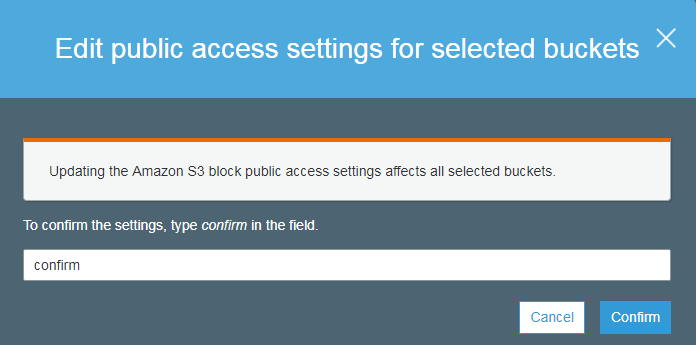 Edit public access settings for selected buckets
Updating the Amazon S3 block public access settings affects all selected buckets.
To confirm the settings, type confirm in the field.
confirm
Cancel Confirm